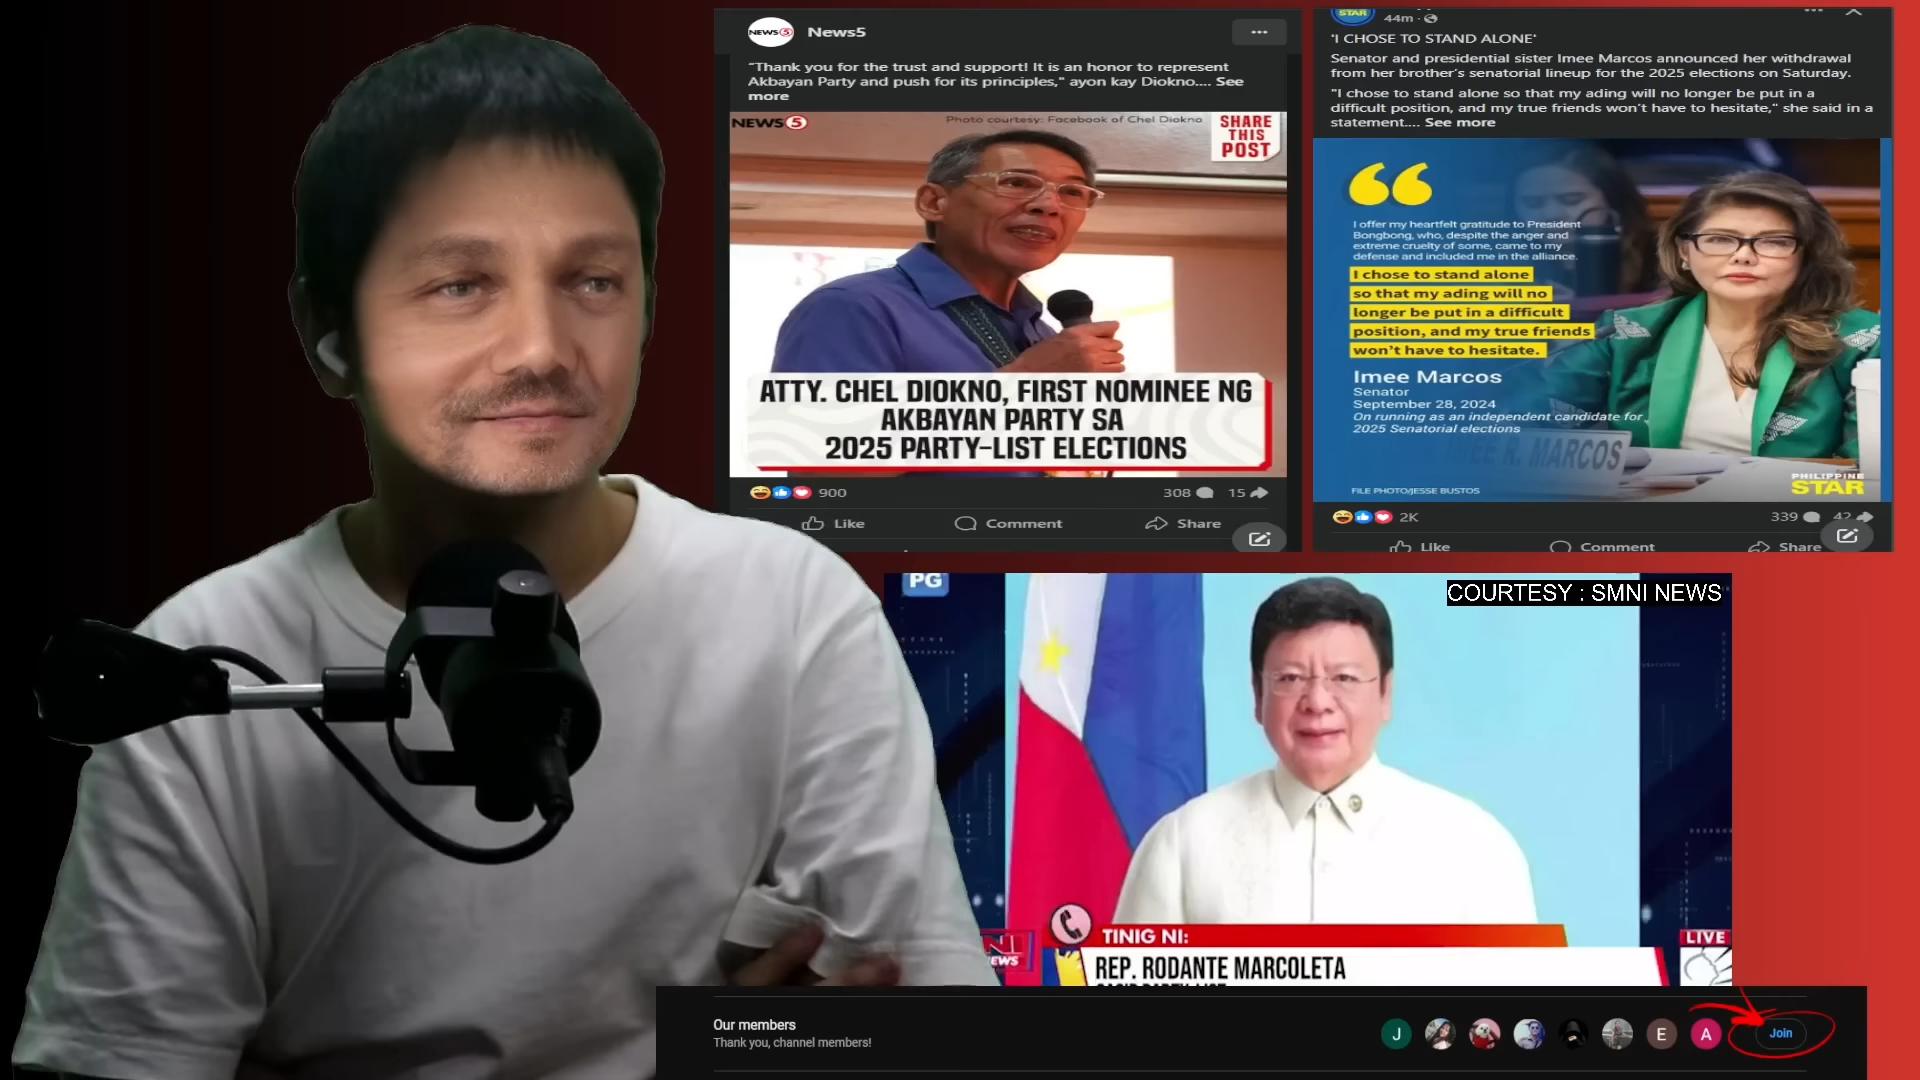 NEWS5
News5
"Thank you for the trust and support! It is an honor to represent
Akbayan Party and push for its principles," ayon kay Diokno.... See
more
NEWS5
Photo courtesy: Facebook of Chel Diokno
SHARE
THIS
POST
ATTY. CHEL DIOKNO, FIRST NOMINEE NG
AKBAYAN PARTY SA
2025 PARTY-LIST ELECTIONS
900
308
15
Like
Comment
Share
STAR
44m
'I CHOSE TO STAND ALONE'
Senator and presidential sister Imee Marcos announced her withdrawal
from her brother's senatorial lineup for the 2025 elections on Saturday.
"I chose to stand alone so that my ading will no longer be put in a
difficult position, and my true friends won't have to hesitate," she said in a
statement.... See more
I offer my heartfelt gratitude to President
Bongbong, who, despite the anger and
extreme cruelty of some, came to my
defense and included me in the alliance.
I chose to stand alone
so that my ading will no
longer be put in a difficult
position, and my true friends
won't have to hesitate.
Imee Marcos
Senator
September 28, 2024
On running as an independent candidate for
2025 Senatorial elections
IMEE R. MARCOS
FILE PHOTO/JESSE BUSTOS
PHILIPPINE
STAR
2K
339
42
Like
Comment
Share
PG
COURTESY : SMNI NEWS
TINIG NI:
REP. RODANTE MARCOLETA
LIVE
Our members
Thank you, channel members!
J
E
A
Join